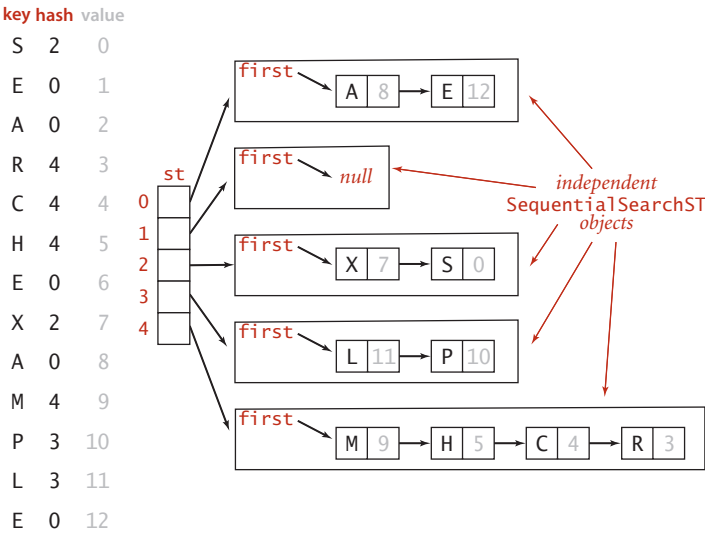 key hash value
S 2 0
E 0 1
A 0 2
R 4 3
C 4 4
H 4 5
E 0 6
X 2 7
A 0 8
M 4 9
P 3 10
L 3 11
E 0 12
st
0
1
2
3
4
first
A 8 E 12
first
null
first
X 7 S 0
first
L 11 P 10
first
M 9 H 5 C 4 R 3
independent
SequentialSearchST
objects